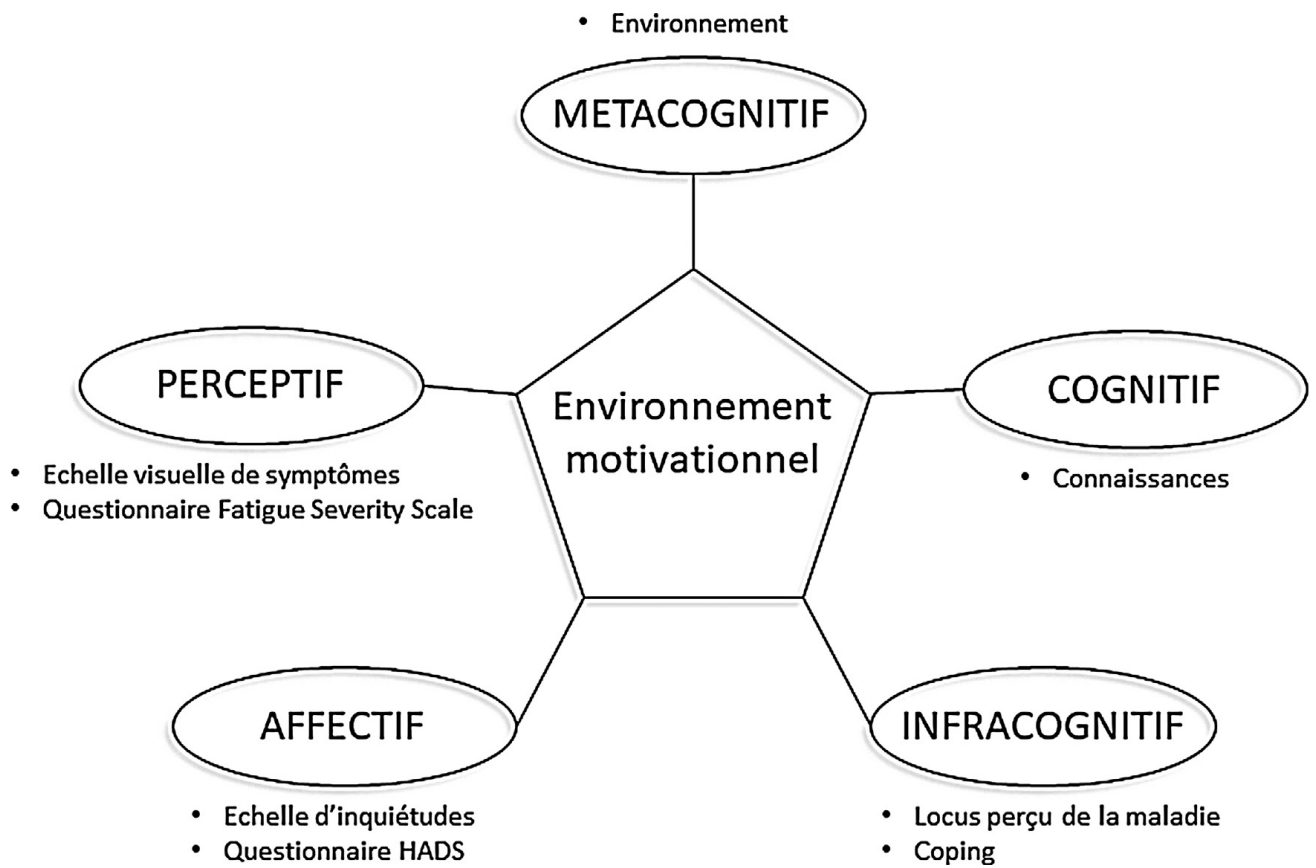 • Environnement
METACOGNITIF
PERCEPTIF
• Echelle visuelle de symptômes
• Questionnaire Fatigue Severity Scale
Environnement
motivationnel
COGNITIF
• Connaissances
AFFECTIF
• Echelle d'inquiétudes
• Questionnaire HADS
INFRACOGNITIF
• Locus perçu de la maladie
• Coping